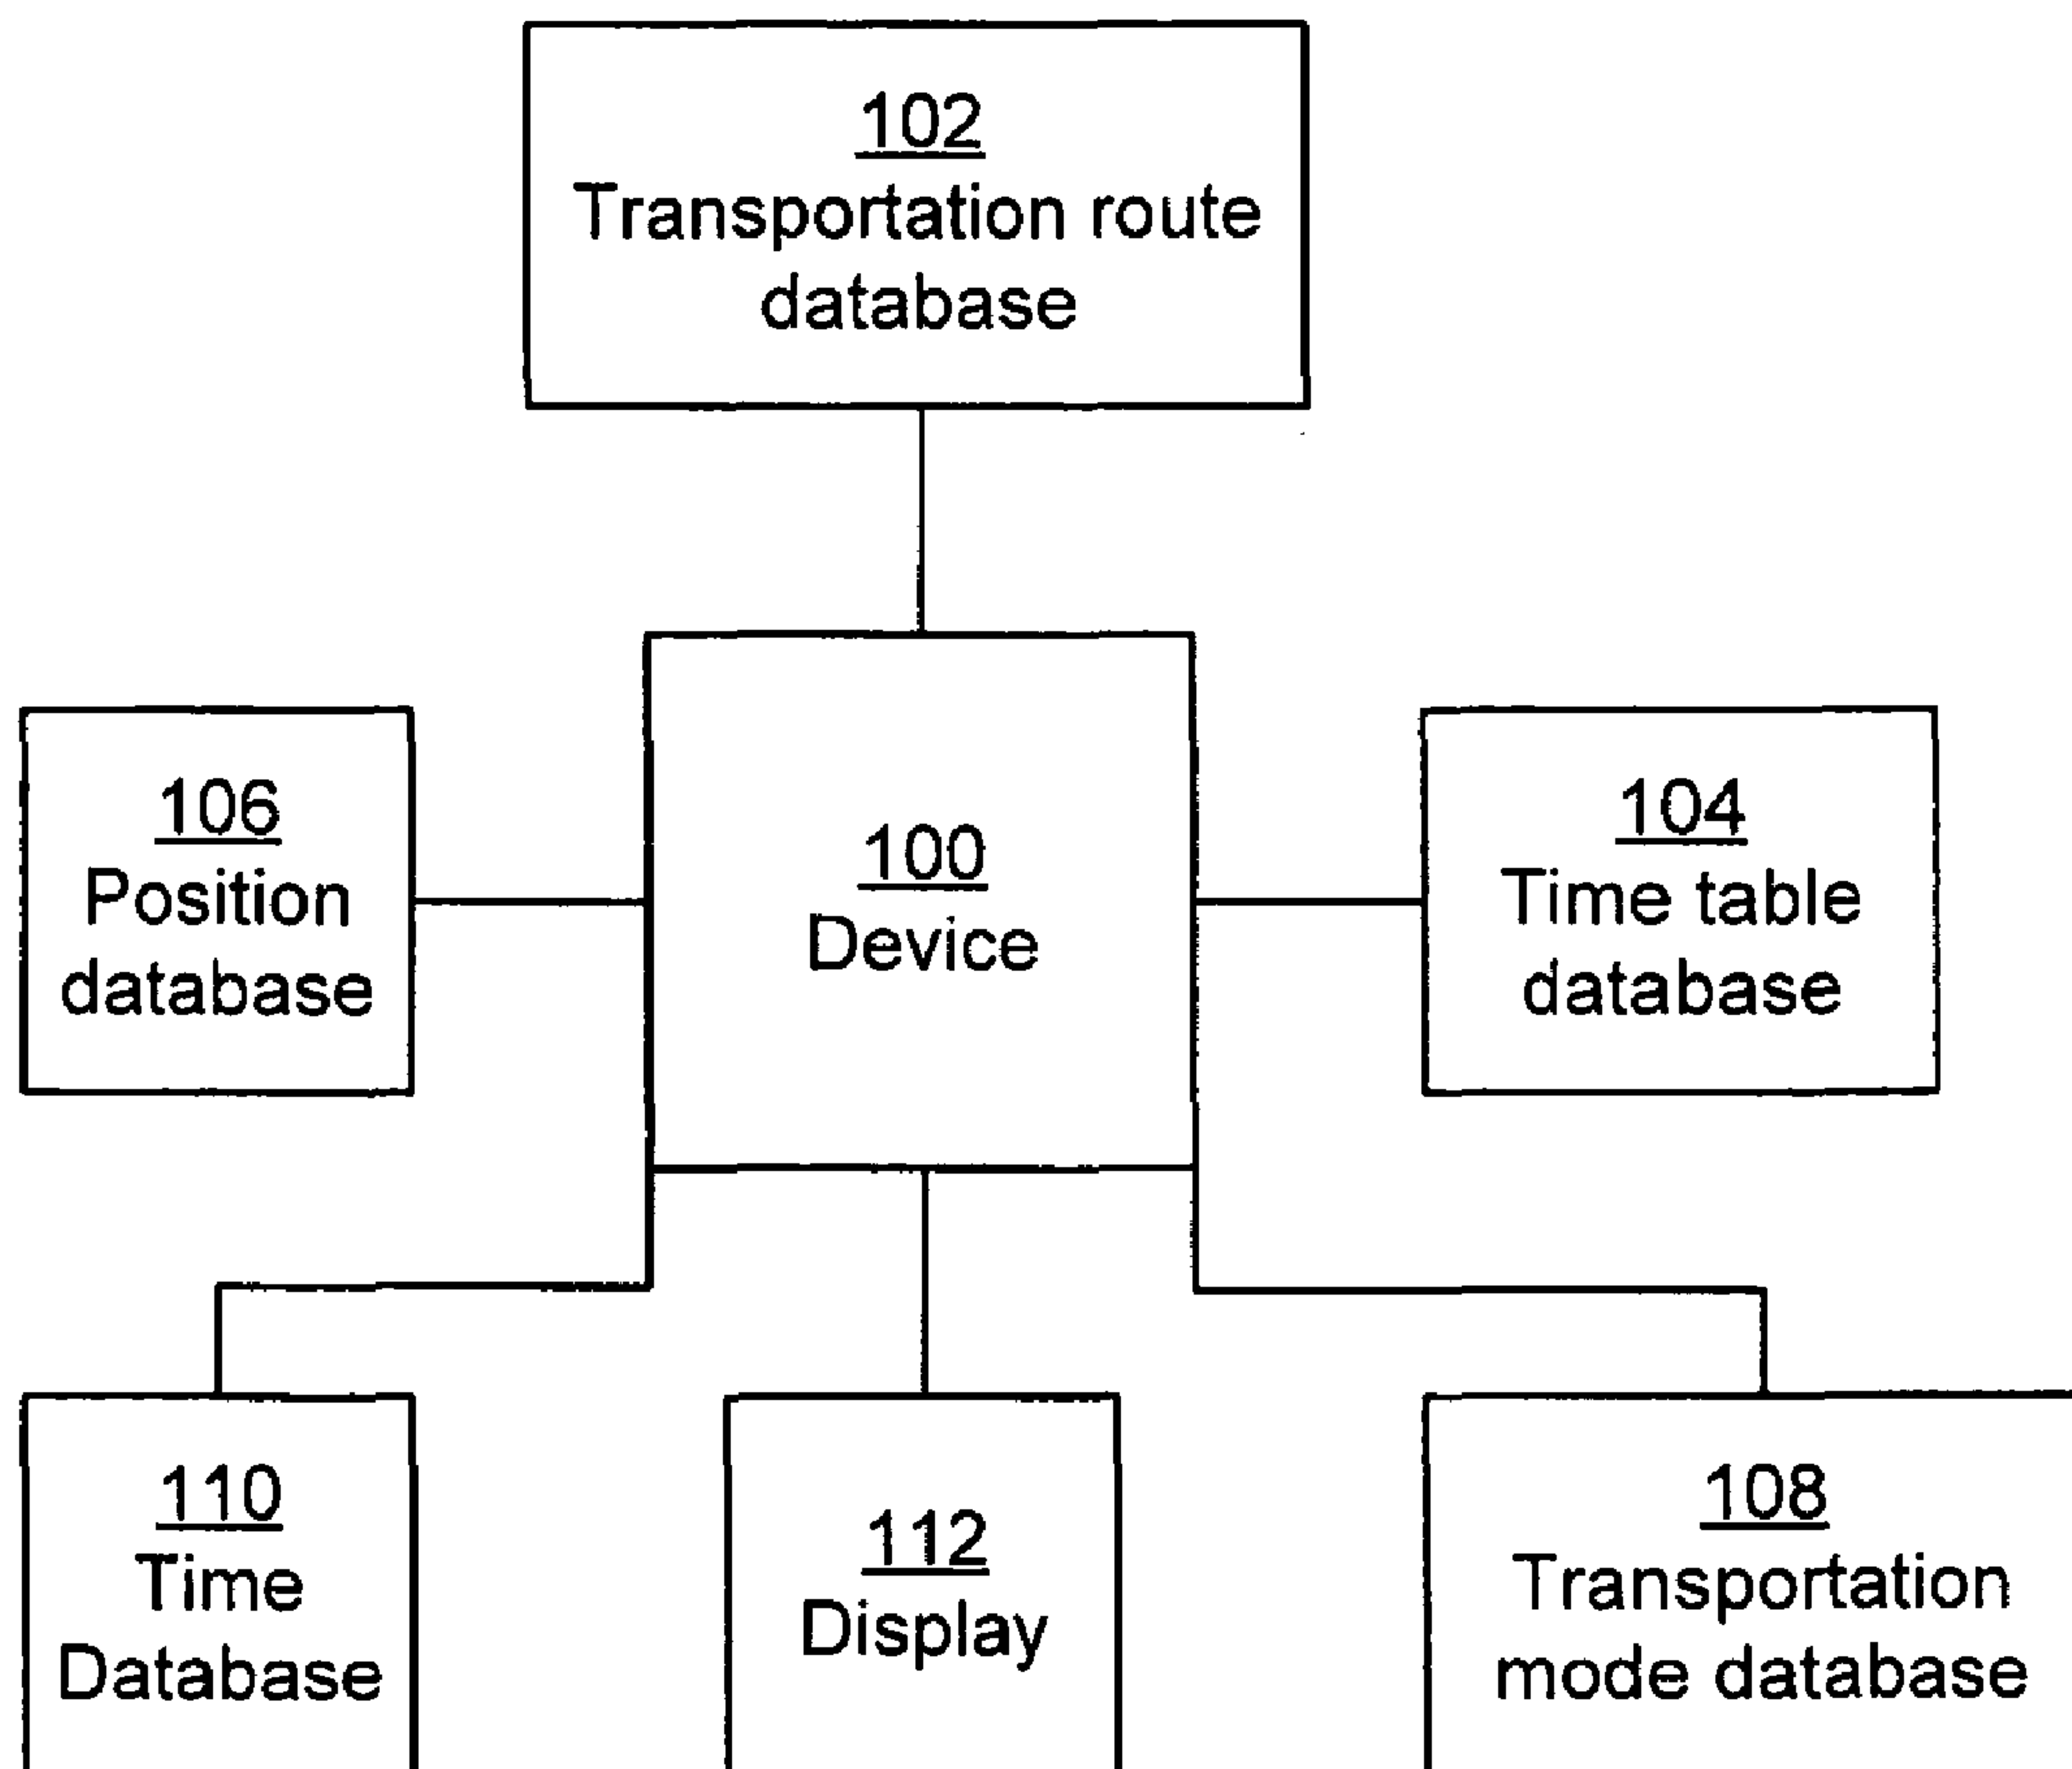 102
Transportation route
database
106
Position
database
100
Device
104
Time table
database
110
Time
Database
112
Display
108
Transportation
mode database